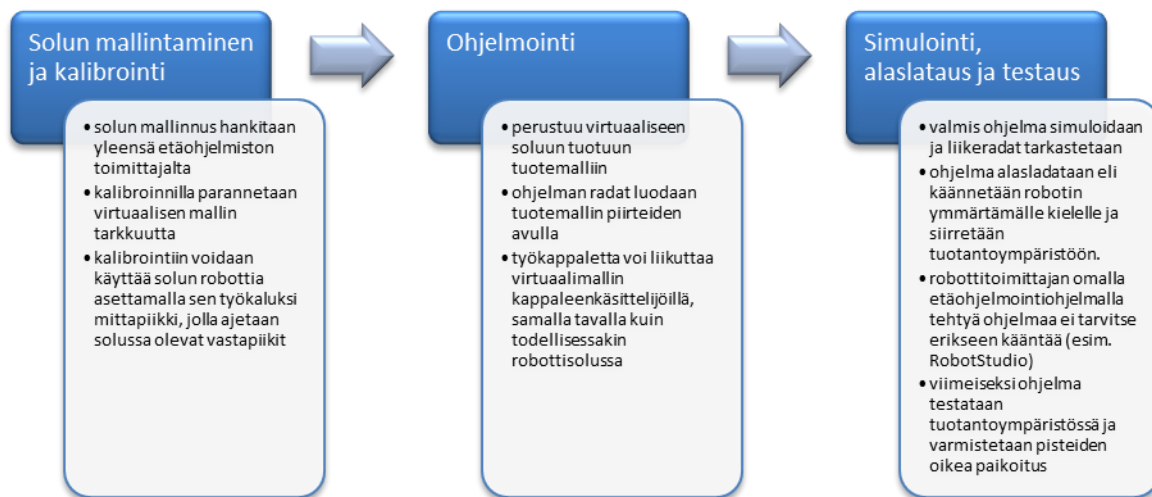 Solun mallintaminen
ja kalibrointi
• solun mallinnus hankitaan
yleensä etäohjelmiston
toimittajalta
• kalibroinnilla parannetaan
virtuaalisen mallin
tarkkuutta
• kalibrointiin voidaan
käyttää solun robottia
asettamalla sen työkaluksi
mittapiikki, jolla ajetaan
solussa olevat vastapiikit
Ohjelmointi
• perustuu virtuaaliseen
soluun tuotuun
tuotemalliin
• ohjelman radat luodaan
tuotemallin piirteiden
avulla
• työkappaletta voi liikuttaa
virtuaalimallin
kappaleenkäsittelijöillä,
samalla tavalla kuin
todellisessakin
robottisolussa
Simulointi,
alaslataus ja testaus
• valmis ohjelma simuloidaan
ja liikeradat tarkastetaan
• ohjelma alasladataan eli
käännetään robotin
ymmärtämälle kielelle ja
siirretään
tuotantoympäristöön.
• robottitoimittajan omalla
etäohjelmointiohjelmalla
tehtyä ohjelmaa ei tarvitse
erikseen kääntää (esim.
RobotStudio)
• viimeiseksi ohjelma
testataan
tuotantoympäristössä ja
varmistetaan pisteiden
oikea paikoitus